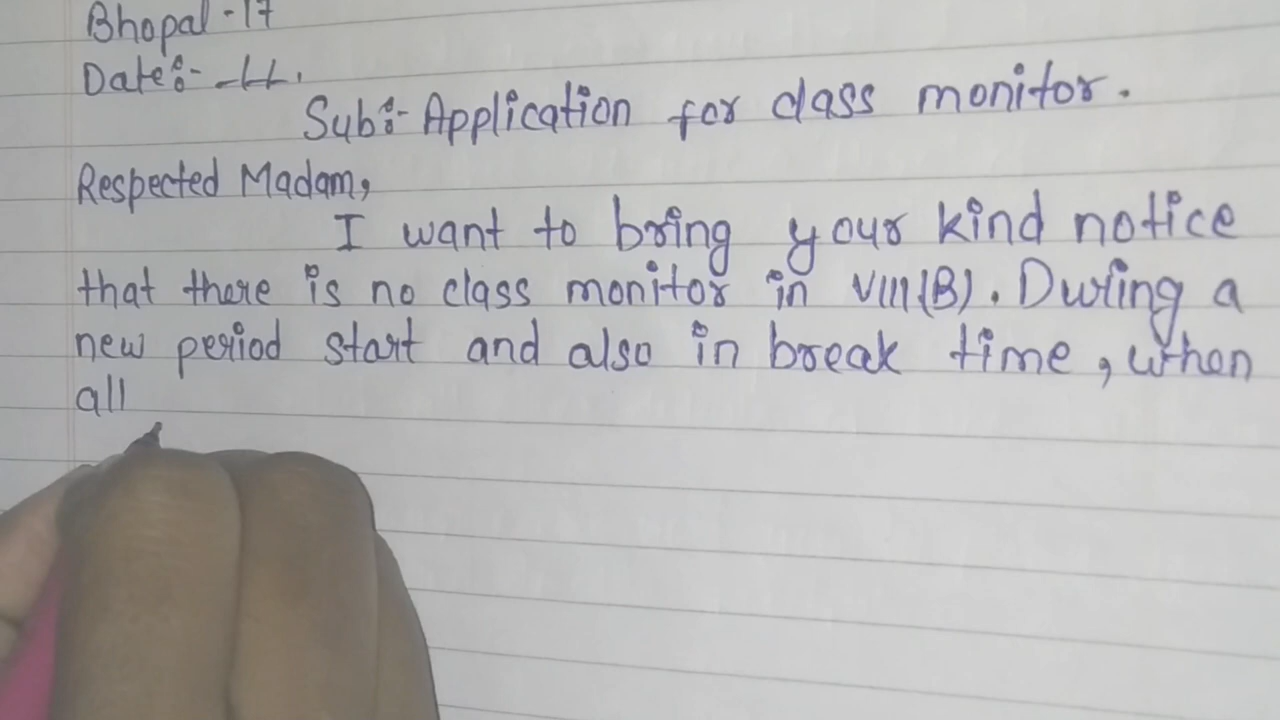 Bhopal - 17
Date :- -/-/-.
Sub :- Application for class monitor.
Respected Madam,
I want to bring your kind notice
that there is no class monitor in VIII(B). During a
new period start and also in break time, when
all